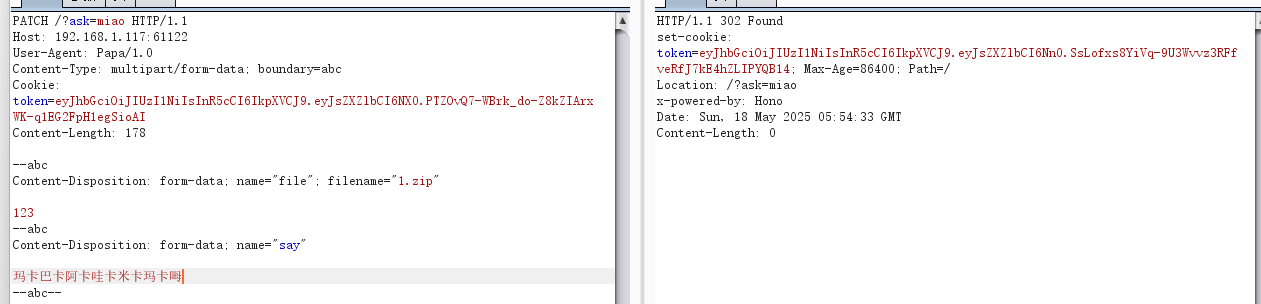 PATCH /?ask=miao HTTP/1.1
Host: 192.168.1.117:61122
User-Agent: Papa/1.0
Content-Type: multipart/form-data; boundary=abc
Cookie:
token=eyJhbGciOiJIUzI1NiIsInR5cCI6IkpXVCJ9.eyJsZXZlbCI6NX0.PTZOvQ7-WBrk_do-Z8kZIArx
WK-q1EG2FpH1egSioAI
Content-Length: 178
--abc
Content-Disposition: form-data; name="file"; filename="1.zip"
123
--abc
Content-Disposition: form-data; name="say"
玛卡巴卡阿卡哇卡米卡玛卡呣
--abc--
HTTP/1.1 302 Found
set-cookie:
token=eyJhbGciOiJIUzI1NiIsInR5cCI6IkpXVCJ9.eyJsZXZlbCI6Nn0.SsLofxs8YiVq-9U3Wvvz3RFf
veRfJ7kE4hZLIPYQB14; Max-Age=86400; Path=/
Location: /?ask=miao
x-powered-by: Hono
Date: Sun, 18 May 2025 05:54:33 GMT
Content-Length: 0